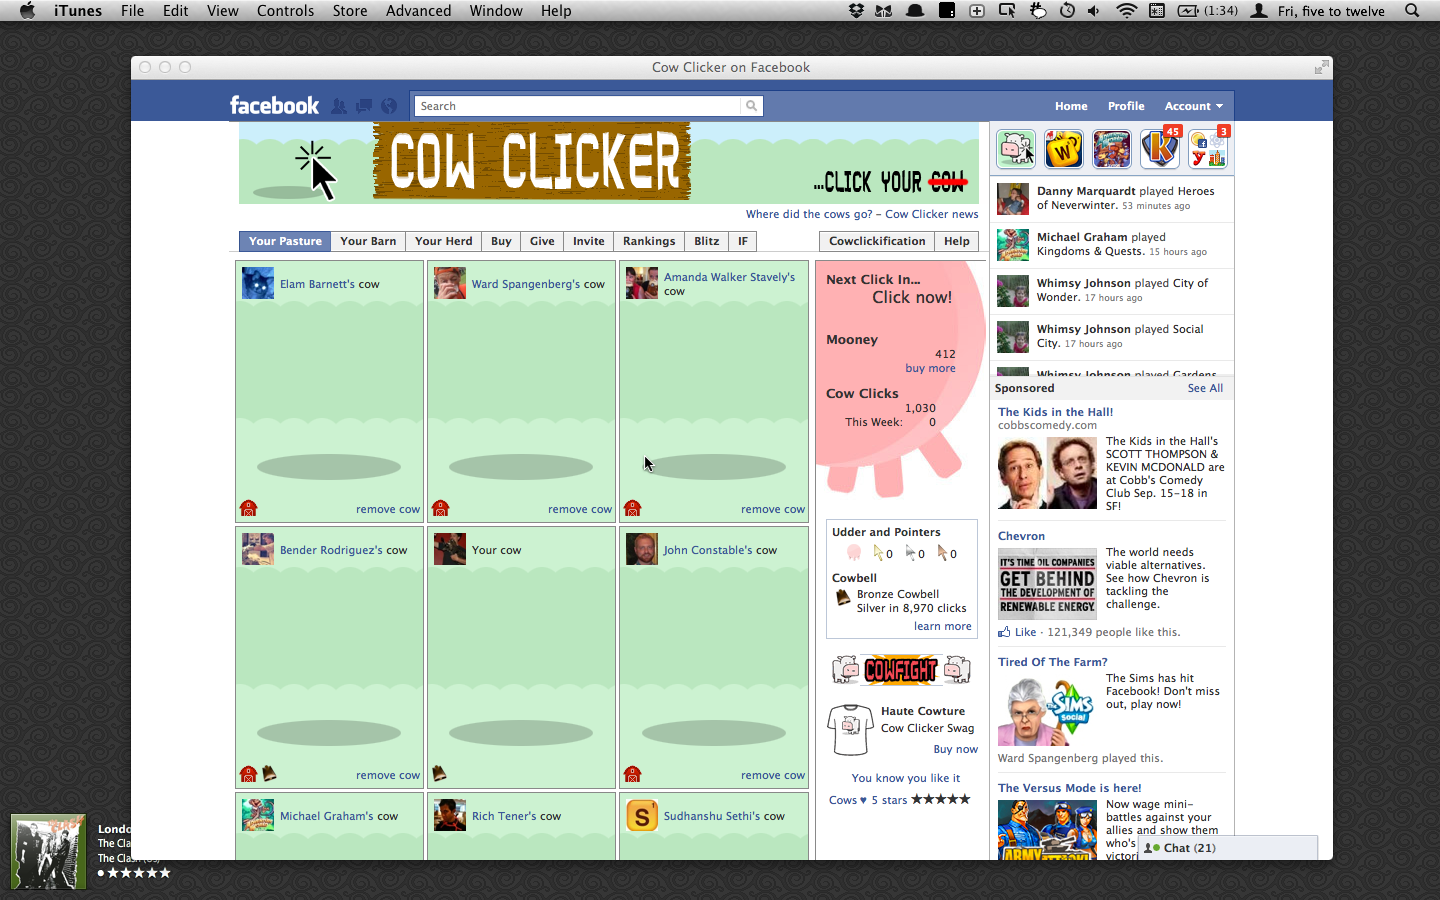 iTunes File Edit View Controls Store Advanced Window Help
(1:34) Fri, five to twelve
Cow Clicker on Facebook
facebook
Search
Home Profile Account
COW CLICKER
...CLICK YOUR COW
Where did the cows go? – Cow Clicker news
Your Pasture Your Barn Your Herd Buy Give Invite Rankings Blitz IF
Cowclickification Help
Elam Barnett's cow
remove cow
Ward Spangenberg's cow
remove cow
Amanda Walker Stavely's
cow
remove cow
Bender Rodriguez's cow
remove cow
Your cow
John Constable's cow
remove cow
Michael Graham's cow
Rich Tener's cow
S
Sudhanshu Sethi's cow
Next Click In...
Click now!
Mooney
412
buy more
Cow Clicks
1,030
This Week: 0
Udder and Pointers
0 0 0
Cowbell
Bronze Cowbell
Silver in 8,970 clicks
learn more
COWFIGHT
Haute Cowture
Cow Clicker Swag
Buy now
You know you like it
Cows ♥ 5 stars ★★★★★
W
K
45
3
Danny Marquardt played Heroes
of Neverwinter. 53 minutes ago
Michael Graham played
Kingdoms & Quests. 15 hours ago
Whimsy Johnson played City of
Wonder. 17 hours ago
Whimsy Johnson played Social
City. 17 hours ago
Whimsy Johnson played Gardens
Sponsored See All
The Kids in the Hall!
cobbscomedy.com
The Kids in the Hall's
SCOTT THOMPSON &
KEVIN MCDONALD are
at Cobb's Comedy
Club Sep. 15-18 in
SF!
Chevron
IT'S TIME OIL COMPANIES
GET BEHIND
THE DEVELOPMENT OF
RENEWABLE ENERGY.
The world needs
viable alternatives.
See how Chevron is
tackling the
challenge.
Like · 121,349 people like this.
Tired Of The Farm?
The Sims
Social
The Sims has hit
Facebook! Don't miss
out, play now!
Ward Spangenberg played this.
The Versus Mode is here!
ARMY ATTACK!
Now wage mini-
battles against your
allies and show them
who's
victori
Chat (21)
Londo
The Cla
The Clash (US)
★★★★★